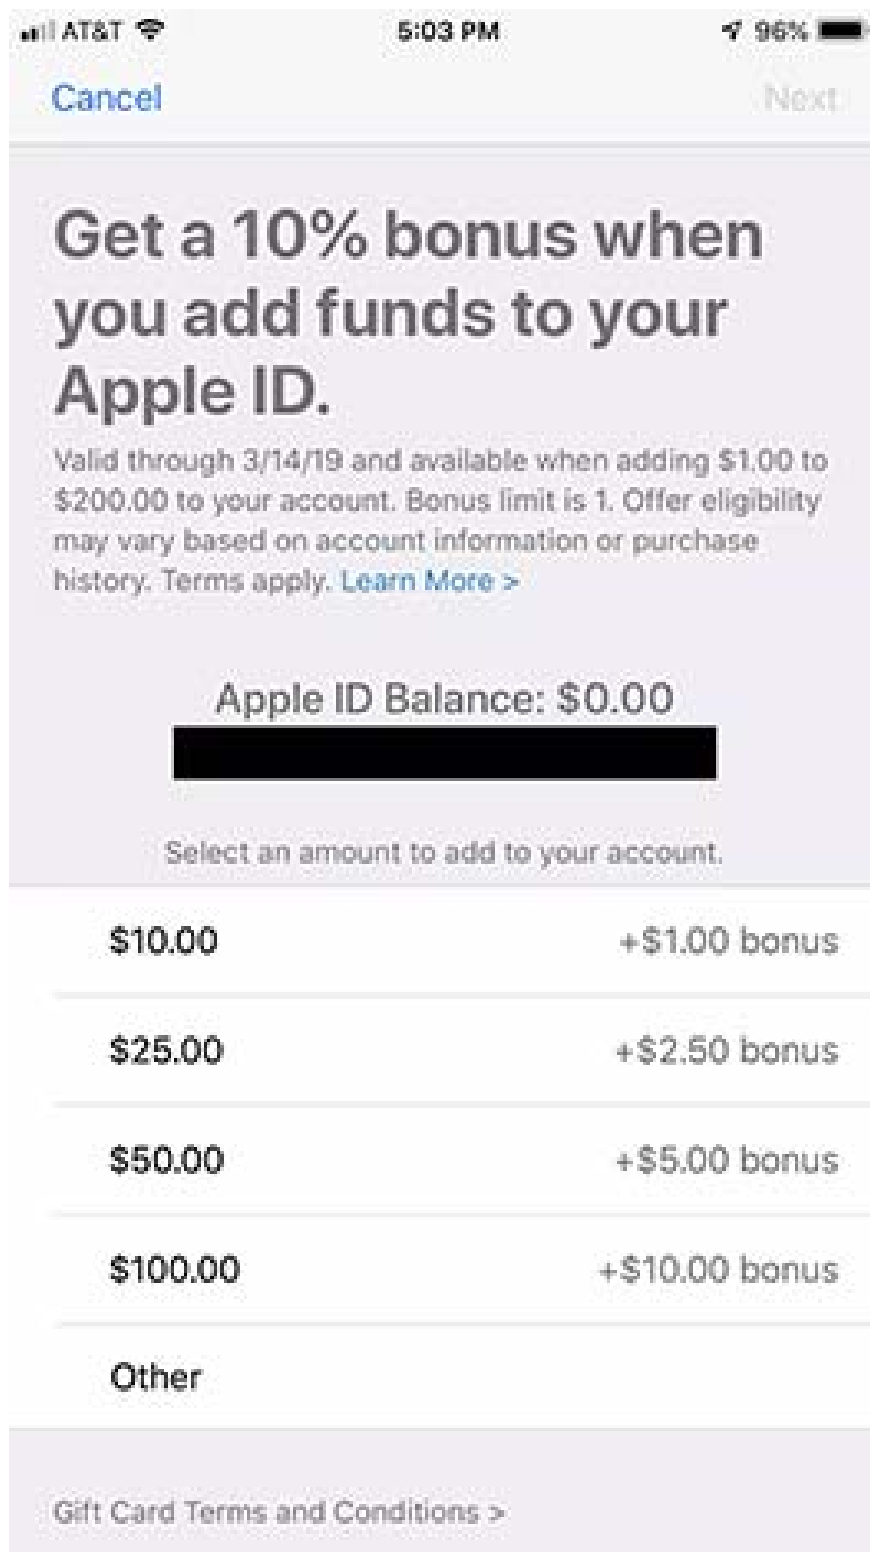 AT&T 5:03 PM 96%
Cancel Next
Get a 10% bonus when
you add funds to your
Apple ID.
Valid through 3/14/19 and available when adding $1.00 to
$200.00 to your account. Bonus limit is 1. Offer eligibility
may vary based on account information or purchase
history. Terms apply. Learn More >
Apple ID Balance: $0.00
Select an amount to add to your account.
$10.00 +$1.00 bonus
$25.00 +$2.50 bonus
$50.00 +$5.00 bonus
$100.00 +$10.00 bonus
Other
Gift Card Terms and Conditions >